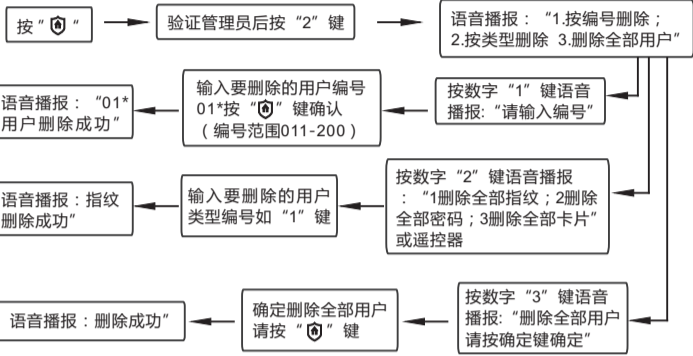 按“ ”
验证管理员后按“2”键
语音播报：“1.按编号删除；
2.按类型删除 3.删除全部用户”
按数字“1”键语音
播报:“请输入编号”
输入要删除的用户编号
01*按“ ”键确认
（编号范围011-200）
语音播报：“01*
用户删除成功”
按数字“2”键语音播报
：“1删除全部指纹；2删除
全部密码；3删除全部卡片”
或遥控器
输入要删除的用户
类型编号如“1”键
语音播报：指纹
删除成功”
按数字“3”键语音
播报:“删除全部用户
请按确定键确定”
确定删除全部用户
请按“ ”键
语音播报：删除成功”